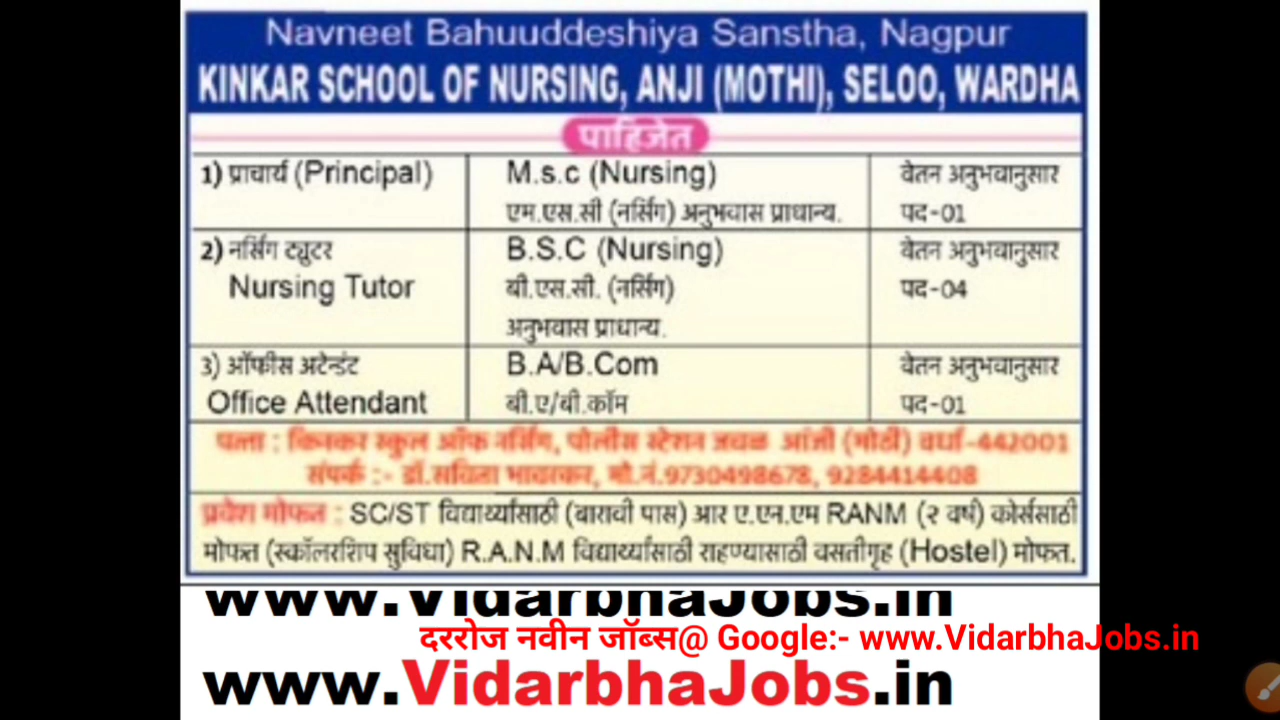 Navneet Bahuuddeshiya Sanstha, Nagpur
KINKAR SCHOOL OF NURSING, ANJI (MOTHI), SELOO, WARDHA
पाहिजेत
1) प्राचार्य (Principal) M.s.c (Nursing) वेतन अनुभवानुसार
एम.एस.सी (नर्सिंग) अनुभवास प्राधान्य. पद-01
2) नर्सिंग ट्युटर B.S.C (Nursing) वेतन अनुभवानुसार
Nursing Tutor बी.एस.सी. (नर्सिंग) पद-04
अनुभवास प्राधान्य.
3) ऑफीस अटेन्डंट B.A/B.Com वेतन अनुभवानुसार
Office Attendant बी.ए/बी.कॉम पद-01
पत्ता : किनकर स्कुल ऑफ नर्सिंग, पोलीस स्टेशन जवळ आंजी (मोठी) वर्धा-442001
संपर्क :- डॉ.सविता भावरकर, मो.नं.9730498678, 9284414408
प्रवेश मोफत : SC/ST विद्यार्थ्यांसाठी (बारावी पास) आर ए.एन.एम RANM (२ वर्ष) कोर्ससाठी
मोफत (स्कॉलरशिप सुविधा) R.A.N.M विद्यार्थ्यांसाठी राहण्यासाठी वसतीगृह (Hostel) मोफत.
www.VidarbhaJobs.in
दररोज नवीन जॉब्स@ Google:- www.VidarbhaJobs.in
www.VidarbhaJobs.in